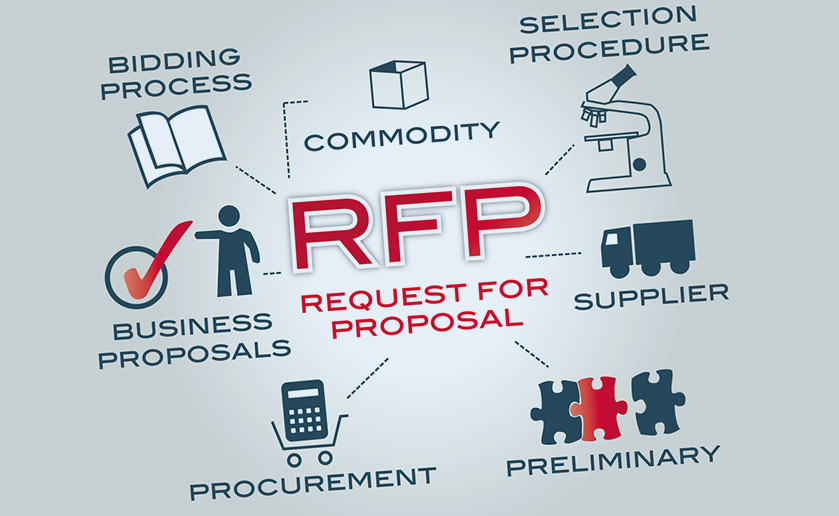 BIDDING
PROCESS
COMMODITY
SELECTION
PROCEDURE
RFP
REQUEST FOR
PROPOSAL
BUSINESS
PROPOSALS
SUPPLIER
PROCUREMENT
PRELIMINARY